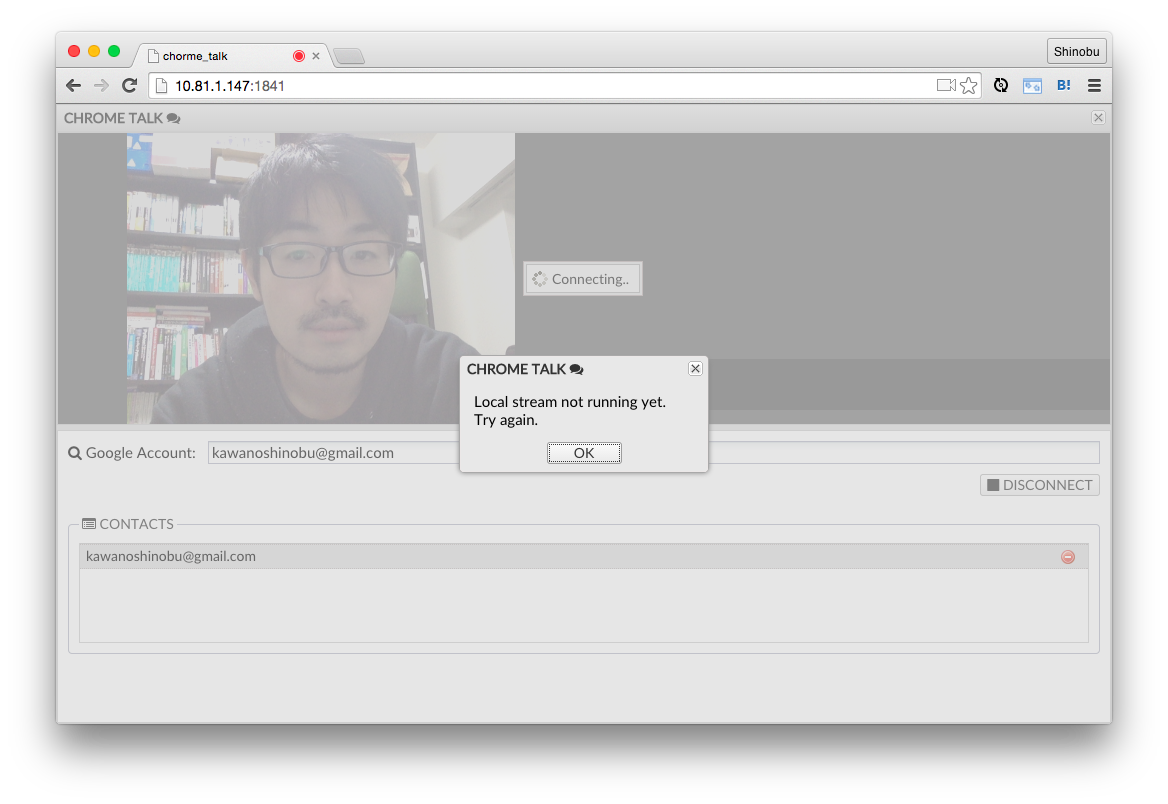 chorme_talk
Shinobu
10.81.1.147:1841
B!
CHROME TALK
Connecting..
CHROME TALK
Local stream not running yet.
Try again.
OK
Google Account:
kawanoshinobu@gmail.com
DISCONNECT
CONTACTS
kawanoshinobu@gmail.com